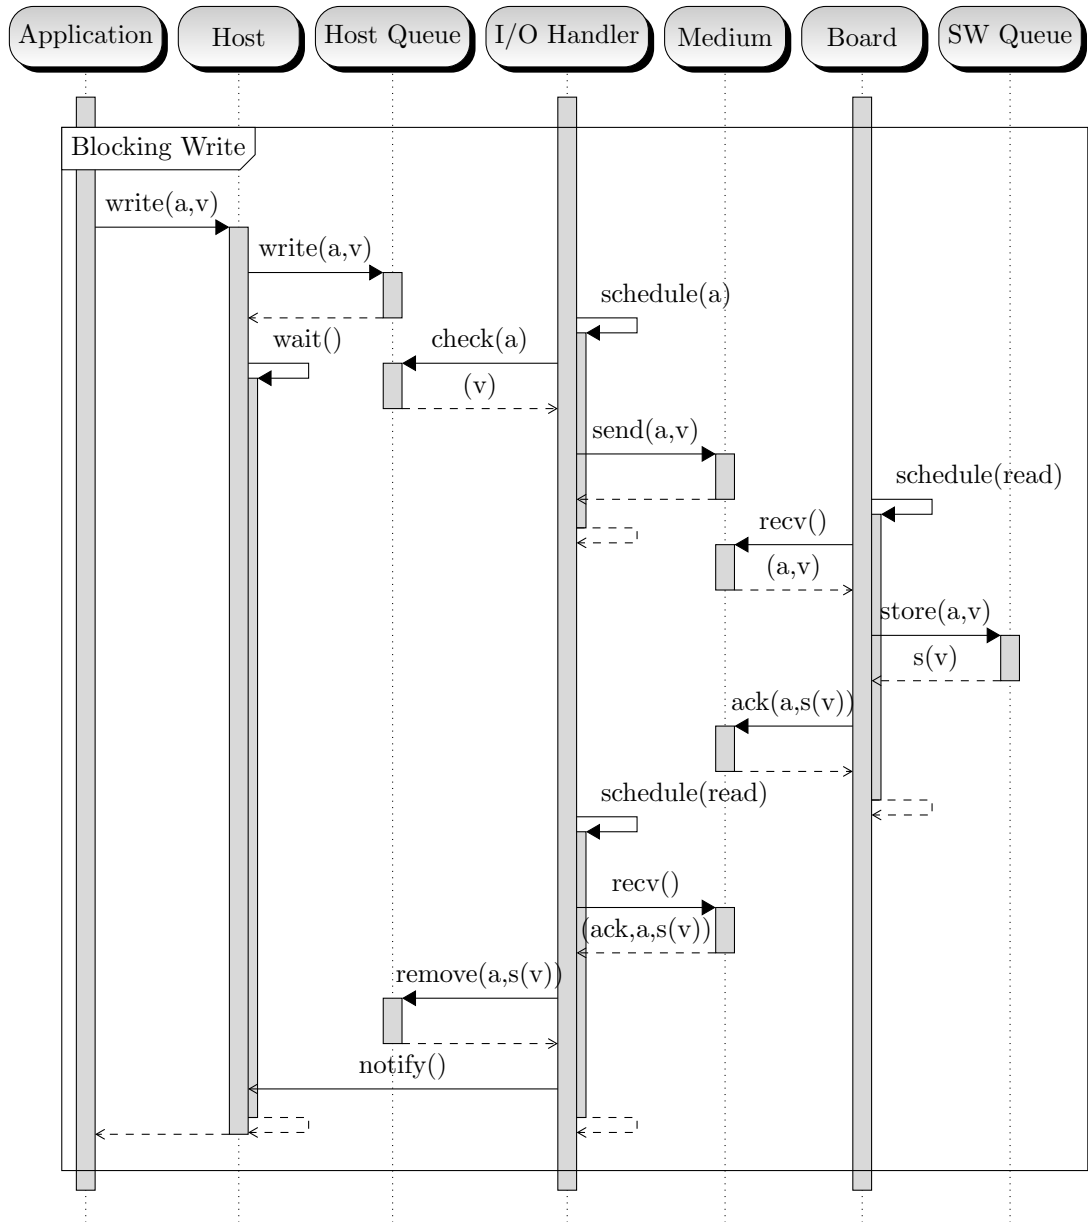 Application
Host
Host Queue
I/O Handler
Medium
Board
SW Queue
Blocking Write
write(a,v)
write(a,v)
schedule(a)
wait()
check(a)
(v)
send(a,v)
schedule(read)
recv()
(a,v)
store(a,v)
s(v)
ack(a,s(v))
schedule(read)
recv()
(ack,a,s(v))
remove(a,s(v))
notify()